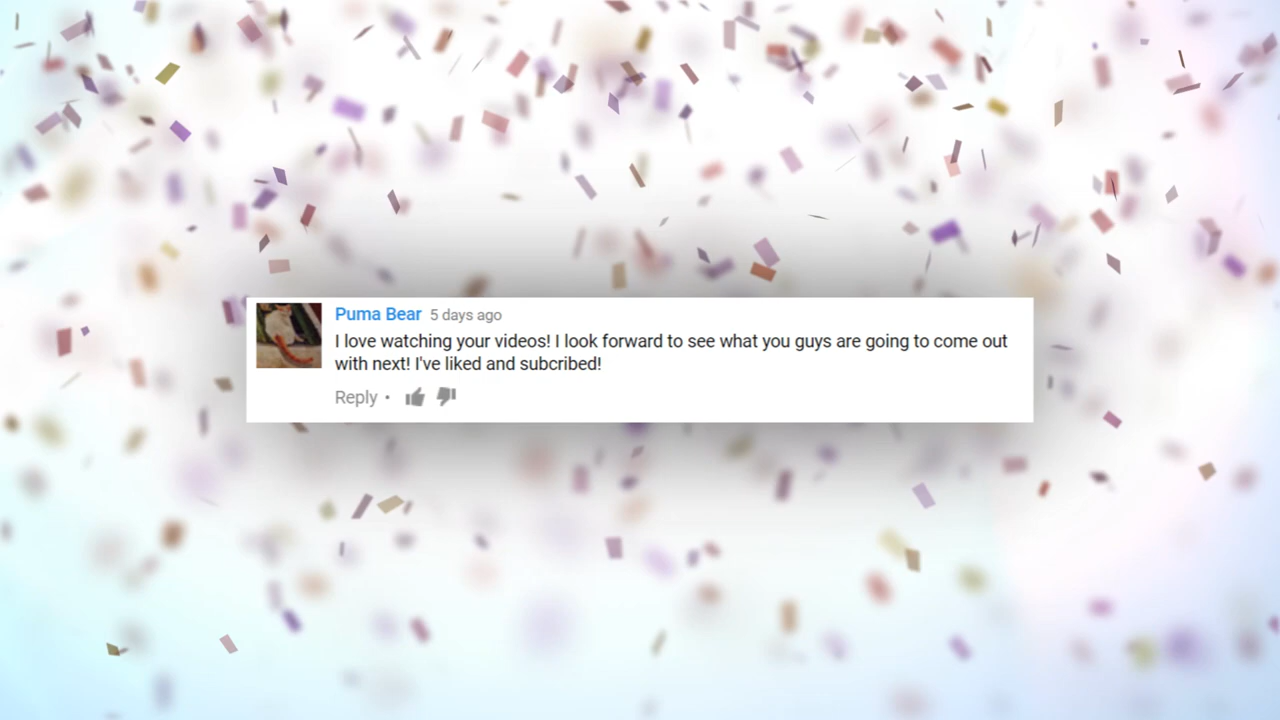 Puma Bear 5 days ago
I love watching your videos! I look forward to see what you guys are going to come out
with next! I've liked and subcribed!
Reply •